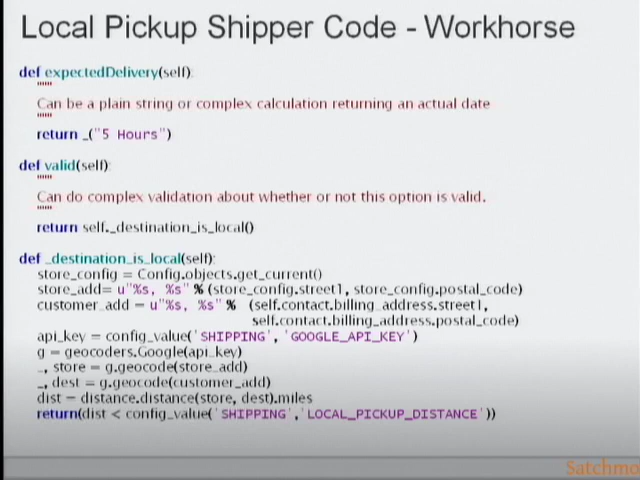 Local Pickup Shipper Code - Workhorse
def expectedDelivery(self):
"""
Can be a plain string or complex calculation returning an actual date
"""
return _("5 Hours")
def valid(self):
"""
Can do complex validation about whether or not this option is valid.
"""
return self._destination_is_local()
def _destination_is_local(self):
store_config = Config.objects.get_current()
store_add= u"%s, %s" % (store_config.street1, store_config.postal_code)
customer_add = u"%s, %s" % (self.contact.billing_address.street1,
self.contact.billing_address.postal_code)
api_key = config_value('SHIPPING', 'GOOGLE_API_KEY')
g = geocoders.Google(api_key)
_, store = g.geocode(store_add)
_, dest = g.geocode(customer_add)
dist = distance.distance(store, dest).miles
return(dist < config_value('SHIPPING','LOCAL_PICKUP_DISTANCE'))
Satchmo